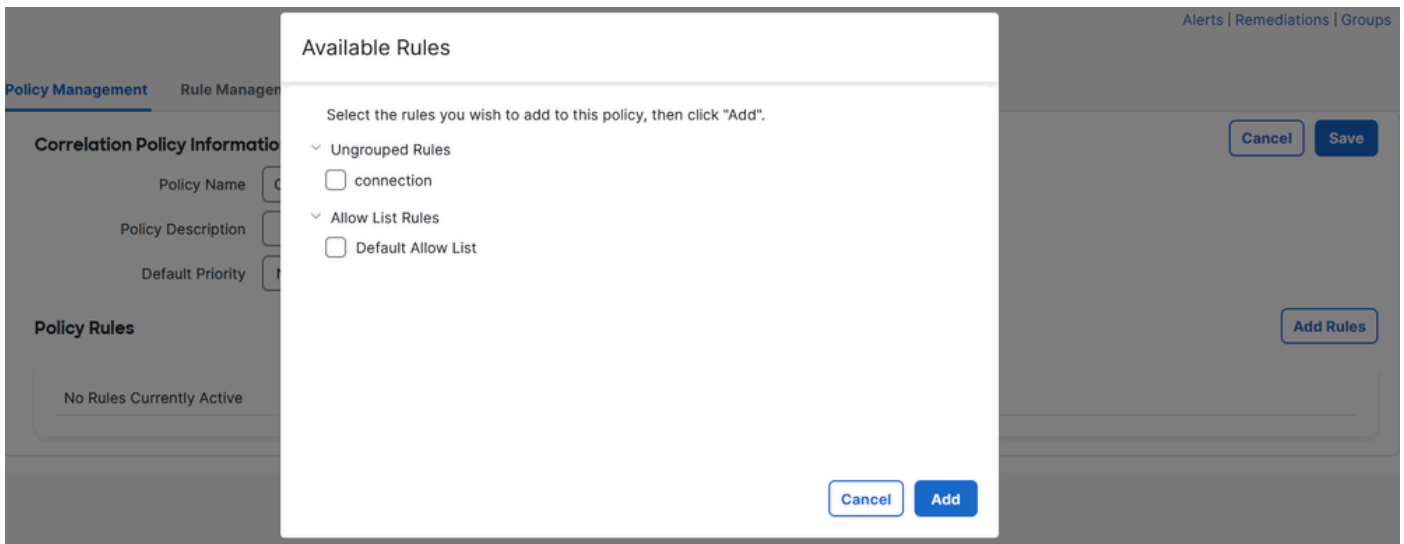 Alerts | Remediations | Groups
Available Rules
Policy Management Rule
Select the rules you wish to add to this policy, then click "Add".
Correlation Policy
Cancel Save
Ungrouped Rules
Policy Name
connection
Allow List Rules
Policy Description
Default Allow List
Default Priority
Policy Rules
Add Rules
No Rules Currently Active
Cancel Add